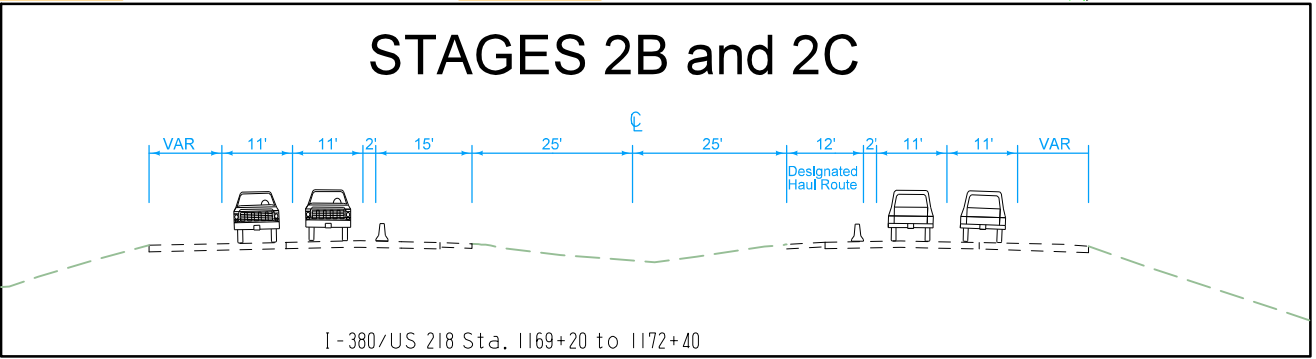 STAGES 2B and 2C
℄
VAR 11' 11' 2' 15' 25' 25' 12' 2' 11' 11' VAR
Designated
Haul Route
I-380/US 218 Sta. 1169+20 to 1172+40